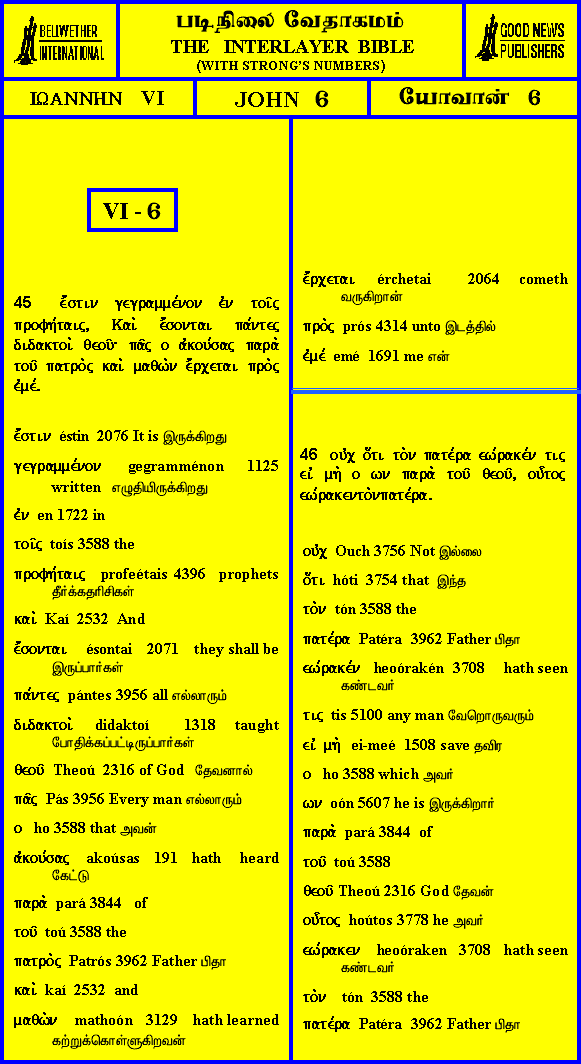 BELLWETHER
INTERNATIONAL
படிநிலை வேதாகமம்
THE INTERLAYER BIBLE
(WITH STRONG'S NUMBERS)
GOOD NEWS
PUBLISHERS
ΙΩΑΝΝΗΝ VI
JOHN 6
யோவான் 6
VI - 6
45 ἔστιν γεγραμμένον ἐν τοῖς
προφήταις, Καὶ ἔσονται πάντες
διδακτοὶ θεοῦ· πᾶς ο ἀκούσας παρὰ
τοῦ πατρὸς καὶ μαθὼν ἔρχεται πρὸς
ἐμέ.
ἔστιν éstin 2076 It is இருக்கிறது
γεγραμμένον gegramménon 1125
written எழுதியிருக்கிறது
ἐν en 1722 in
τοῖς toís 3588 the
προφήταις profeétais 4396 prophets
தீர்க்கதரிசிகள்
καὶ Kaí 2532 And
ἔσονται ésontai 2071 they shall be
இருப்பார்கள்
πάντες pántes 3956 all எல்லாரும்
διδακτοὶ didaktoí 1318 taught
போதிக்கப்பட்டிருப்பார்கள்
θεοῦ Theoú 2316 of God தேவனால்
πᾶς Pás 3956 Every man எல்லாரும்
ο ho 3588 that அவன்
ἀκούσας akoúsas 191 hath heard
கேட்டு
παρὰ pará 3844 of
τοῦ toú 3588 the
πατρὸς Patrós 3962 Father பிதா
καὶ kaí 2532 and
μαθὼν mathoón 3129 hath learned
கற்றுக்கொள்ளுகிறவன்
ἔρχεται érchetai 2064 cometh
வருகிறான்
πρὸς prós 4314 unto இடத்தில்
ἐμέ emé 1691 me என்
46 οὐχ ὅτι τὸν πατέρα εώρακέν τις
εἰ μὴ ο ων παρὰ τοῦ θεοῦ, οὗτος
εώρακεντὸνπατέρα.
οὐχ Ouch 3756 Not இல்லை
ὅτι hóti 3754 that இந்த
τὸν tón 3588 the
πατέρα Patéra 3962 Father பிதா
εώρακέν heoórakén 3708 hath seen
கண்டவர்
τις tis 5100 any man வேறொருவரும்
εἰ μὴ ei-meé 1508 save தவிர
ο ho 3588 which அவர்
ων oón 5607 he is இருக்கிறார்
παρὰ pará 3844 of
τοῦ toú 3588
θεοῦ Theoú 2316 God தேவன்
οὗτος hoútos 3778 he அவர்
εώρακεν heoóraken 3708 hath seen
கண்டவர்
τὸν tón 3588 the
πατέρα Patéra 3962 Father பிதா